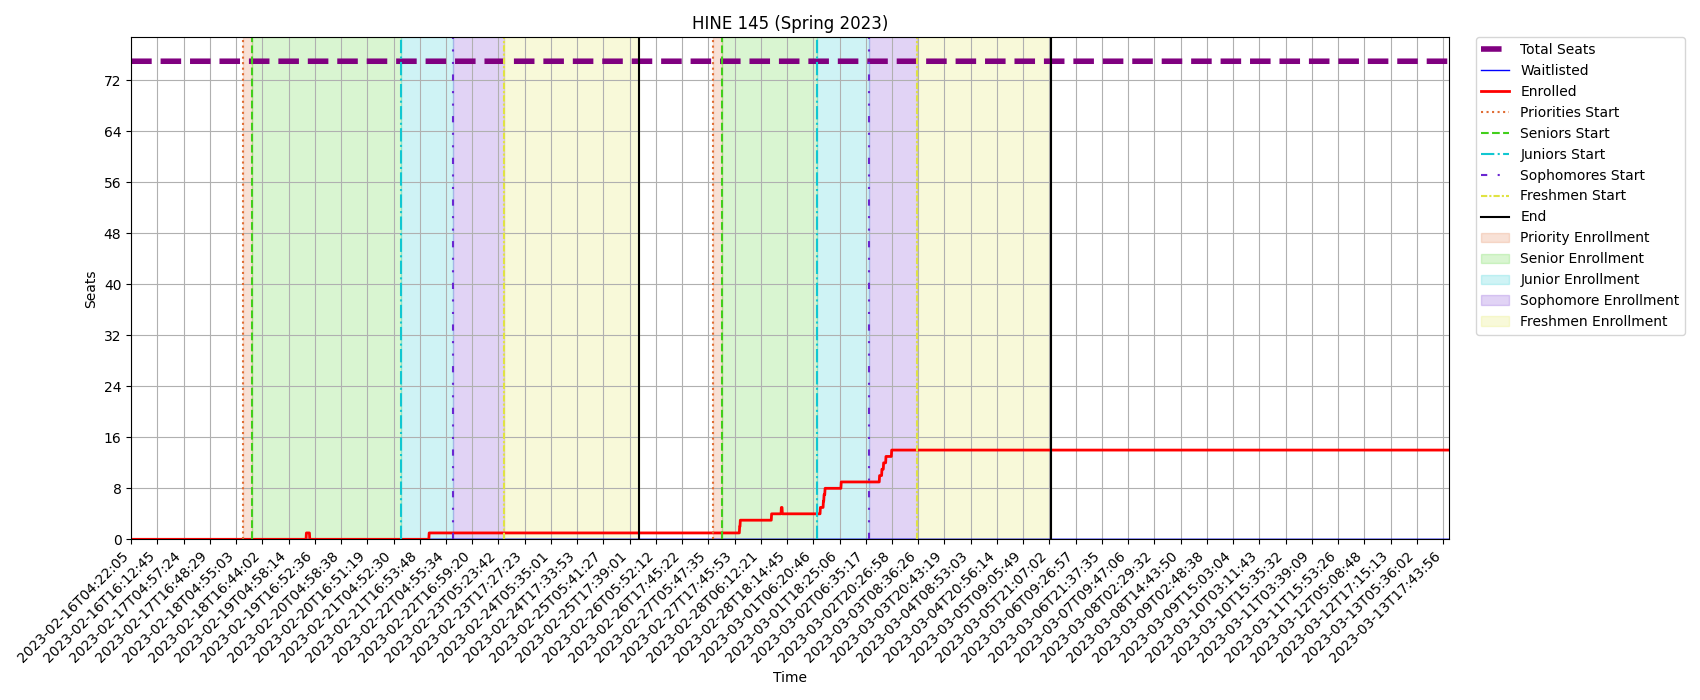 HINE 145 (Spring 2023)
Seats
72
64
56
48
40
32
24
16
8
0
2023-02-16T04:22:05
2023-02-16T16:12:45
2023-02-17T04:57:24
2023-02-17T16:48:29
2023-02-18T04:55:03
2023-02-18T16:44:02
2023-02-19T04:58:14
2023-02-19T16:52:36
2023-02-20T04:58:38
2023-02-20T16:51:19
2023-02-21T04:52:30
2023-02-21T16:53:48
2023-02-22T04:55:34
2023-02-22T16:59:20
2023-02-23T05:23:42
2023-02-23T17:27:23
2023-02-24T05:35:01
2023-02-24T17:33:53
2023-02-25T05:41:27
2023-02-25T17:39:01
2023-02-26T05:52:12
2023-02-26T17:45:22
2023-02-27T05:47:35
2023-02-27T17:45:53
2023-02-28T06:12:21
2023-02-28T18:14:45
2023-03-01T06:20:46
2023-03-01T18:25:06
2023-03-02T06:35:17
2023-03-02T20:26:58
2023-03-03T08:36:26
2023-03-03T20:43:19
2023-03-04T08:53:03
2023-03-04T20:56:14
2023-03-05T09:05:49
2023-03-05T21:07:02
2023-03-06T09:26:57
2023-03-06T21:37:35
2023-03-07T09:47:06
2023-03-08T02:29:32
2023-03-08T14:43:50
2023-03-09T02:48:38
2023-03-09T15:03:04
2023-03-10T03:11:43
2023-03-10T15:35:32
2023-03-11T03:39:09
2023-03-11T15:53:26
2023-03-12T05:08:48
2023-03-12T17:15:13
2023-03-13T05:36:02
2023-03-13T17:43:56
Time
Total Seats
Waitlisted
Enrolled
Priorities Start
Seniors Start
Juniors Start
Sophomores Start
Freshmen Start
End
Priority Enrollment
Senior Enrollment
Junior Enrollment
Sophomore Enrollment
Freshmen Enrollment